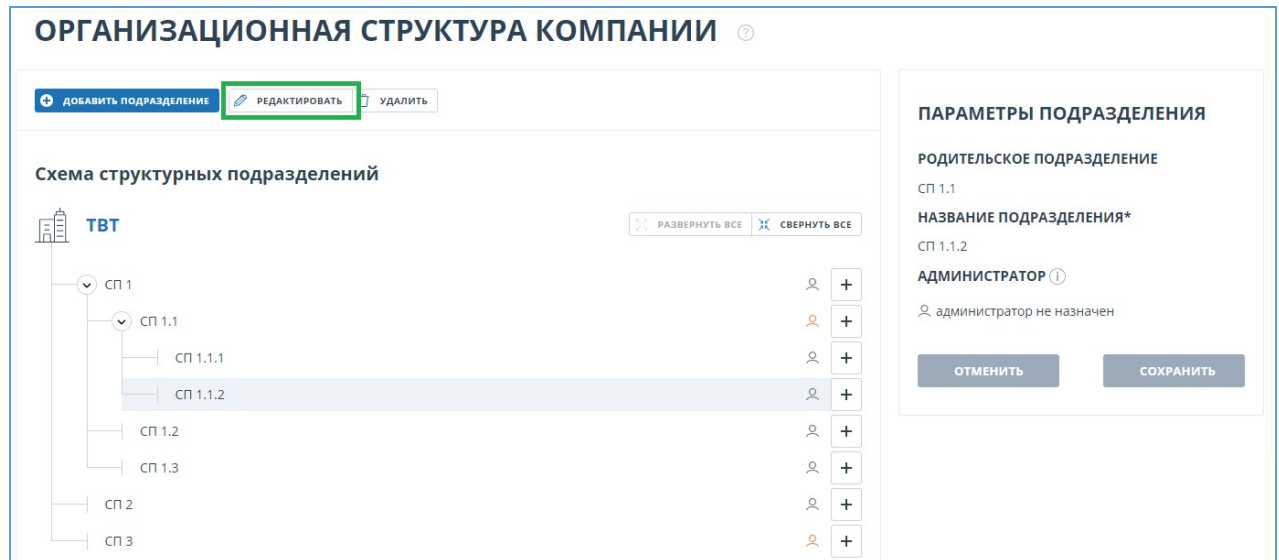 ОРГАНИЗАЦИОННАЯ СТРУКТУРА КОМПАНИИ ?
ДОБАВИТЬ ПОДРАЗДЕЛЕНИЕ РЕДАКТИРОВАТЬ УДАЛИТЬ
Схема структурных подразделений
ТВТ РАЗВЕРНУТЬ ВСЕ СВЕРНУТЬ ВСЕ
СП 1
СП 1.1
СП 1.1.1
СП 1.1.2
СП 1.2
СП 1.3
СП 2
СП 3
ПАРАМЕТРЫ ПОДРАЗДЕЛЕНИЯ
РОДИТЕЛЬСКОЕ ПОДРАЗДЕЛЕНИЕ
СП 1.1
НАЗВАНИЕ ПОДРАЗДЕЛЕНИЯ*
СП 1.1.2
АДМИНИСТРАТОР i
администратор не назначен
ОТМЕНИТЬ СОХРАНИТЬ